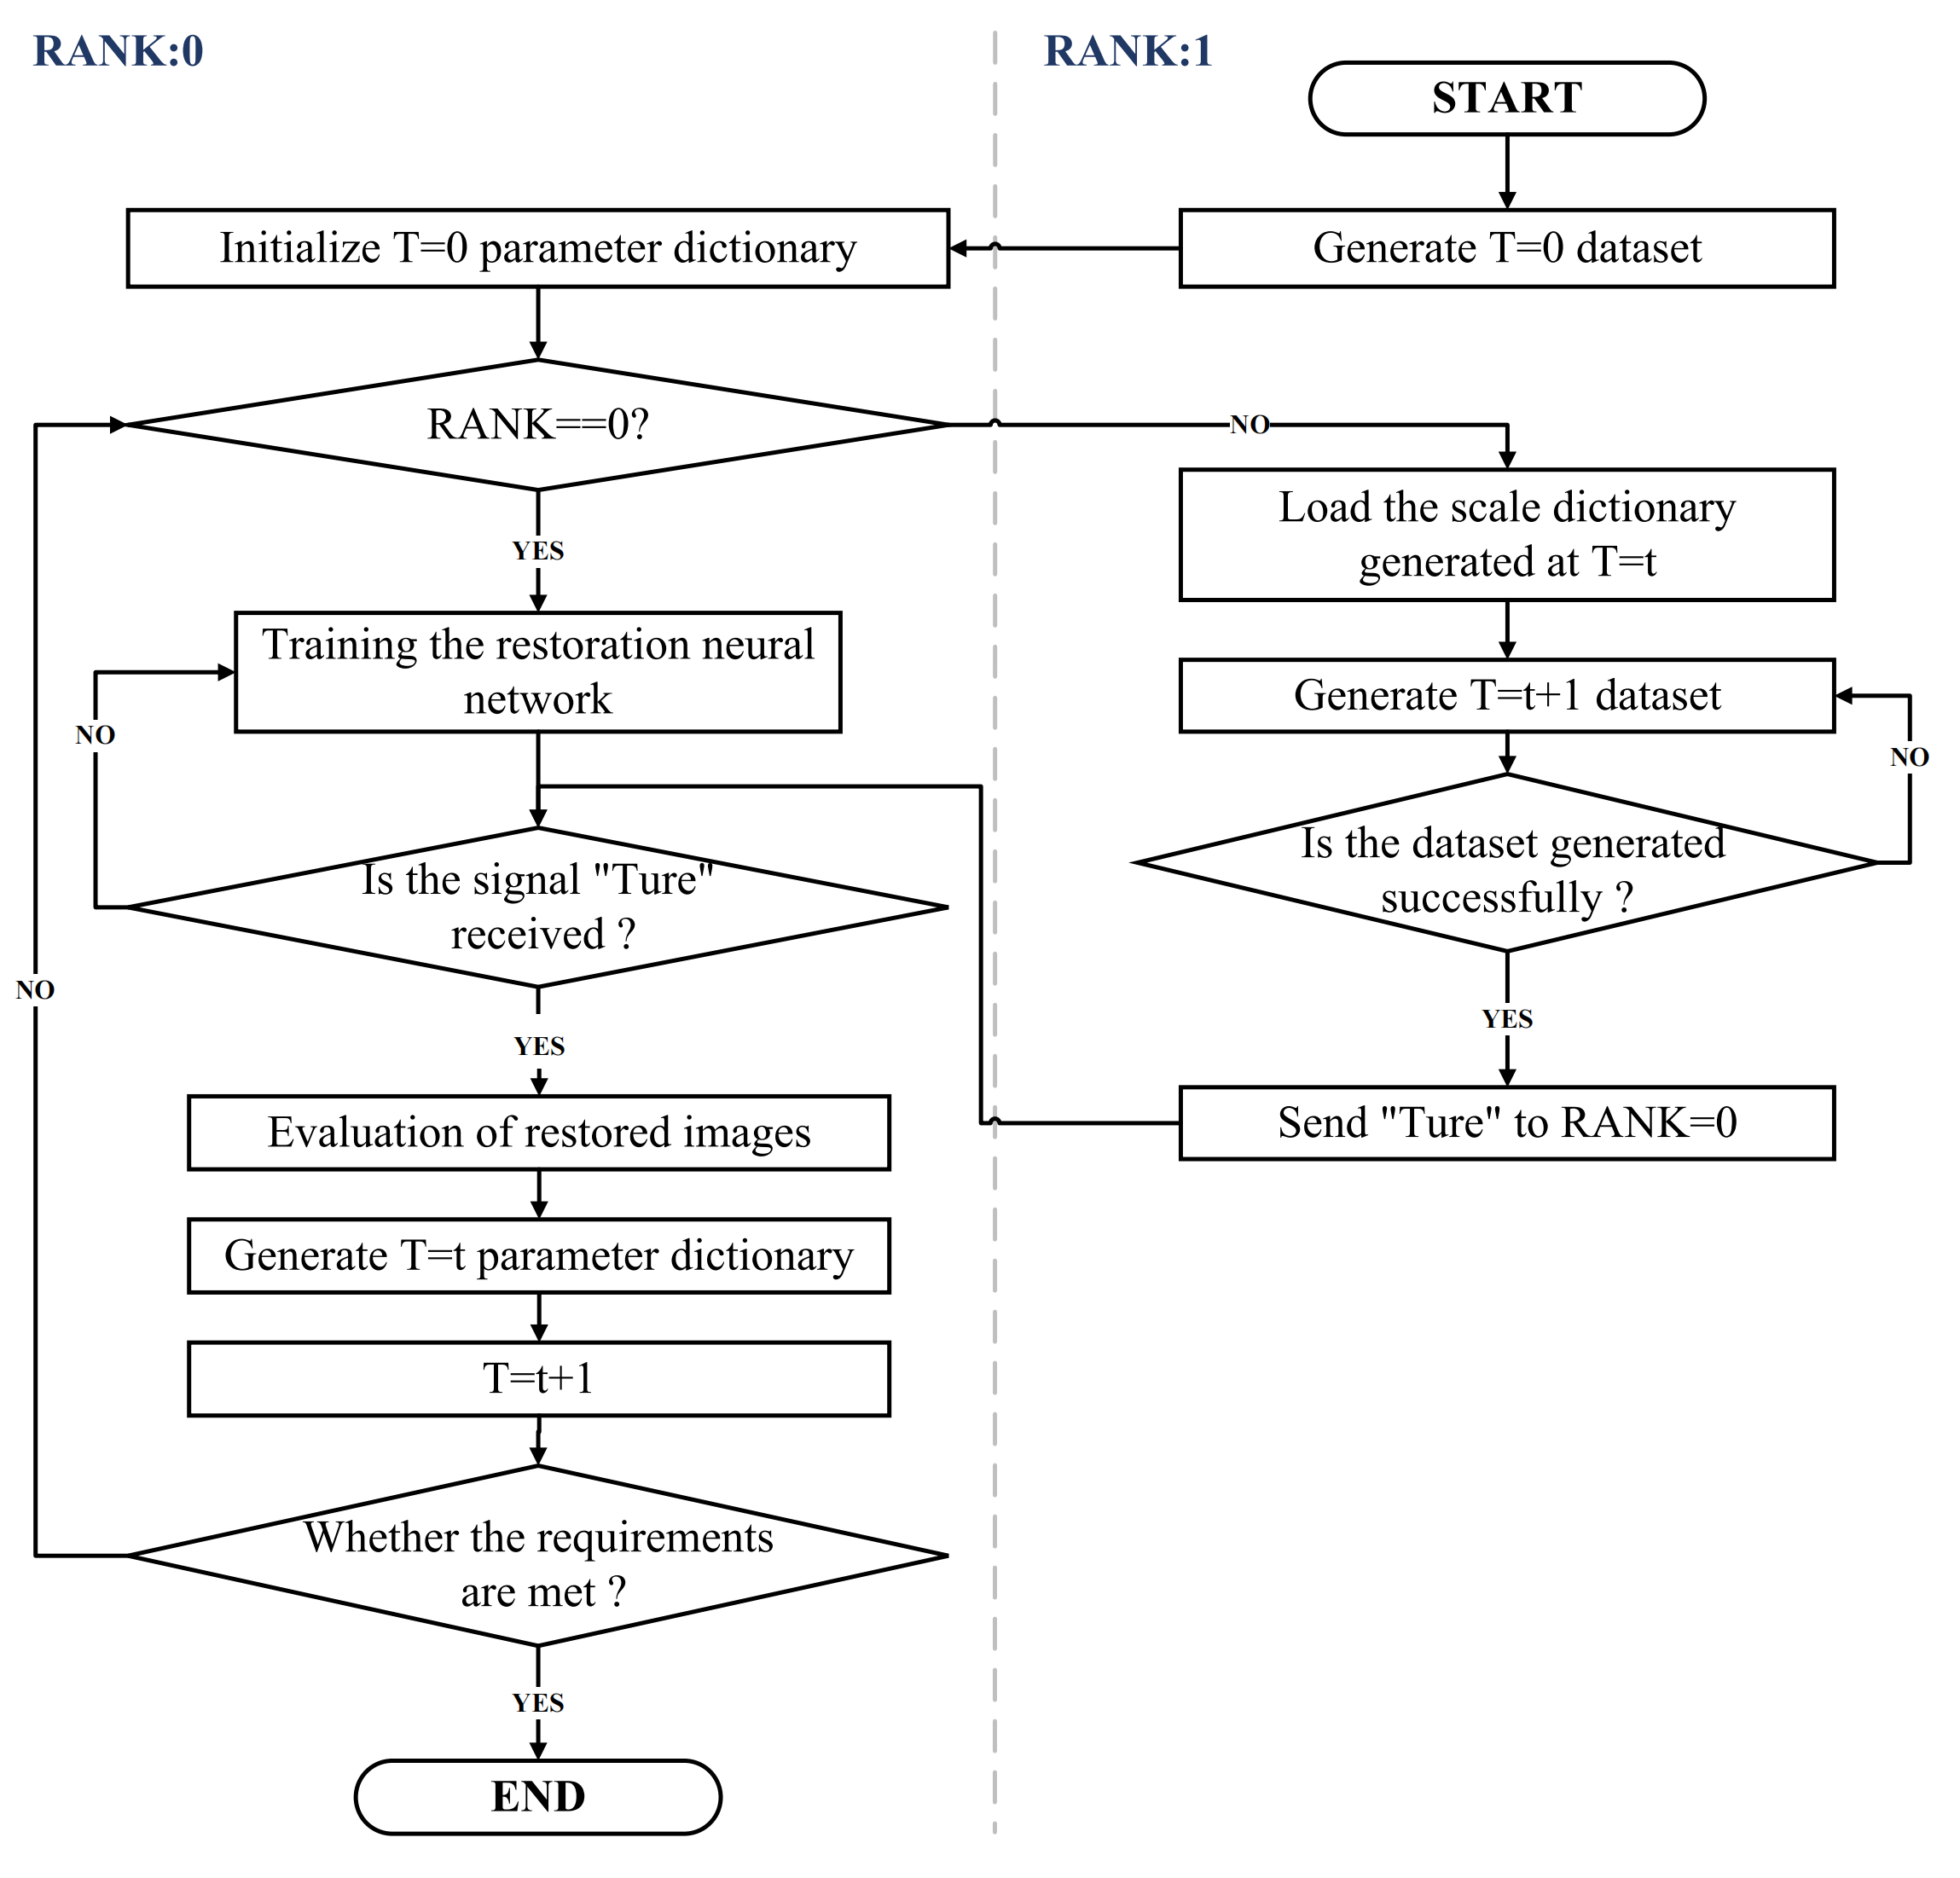 RANK:0
RANK:1
START
Initialize T=0 parameter dictionary
Generate T=0 dataset
RANK==0?
NO
Load the scale dictionary
generated at T=t
YES
Training the restoration neural
network
Generate T=t+1 dataset
NO
NO
Is the signal "Ture"
received ?
Is the dataset generated
successfully ?
NO
YES
YES
Evaluation of restored images
Send "Ture" to RANK=0
Generate T=t parameter dictionary
T=t+1
Whether the requirements
are met ?
YES
END